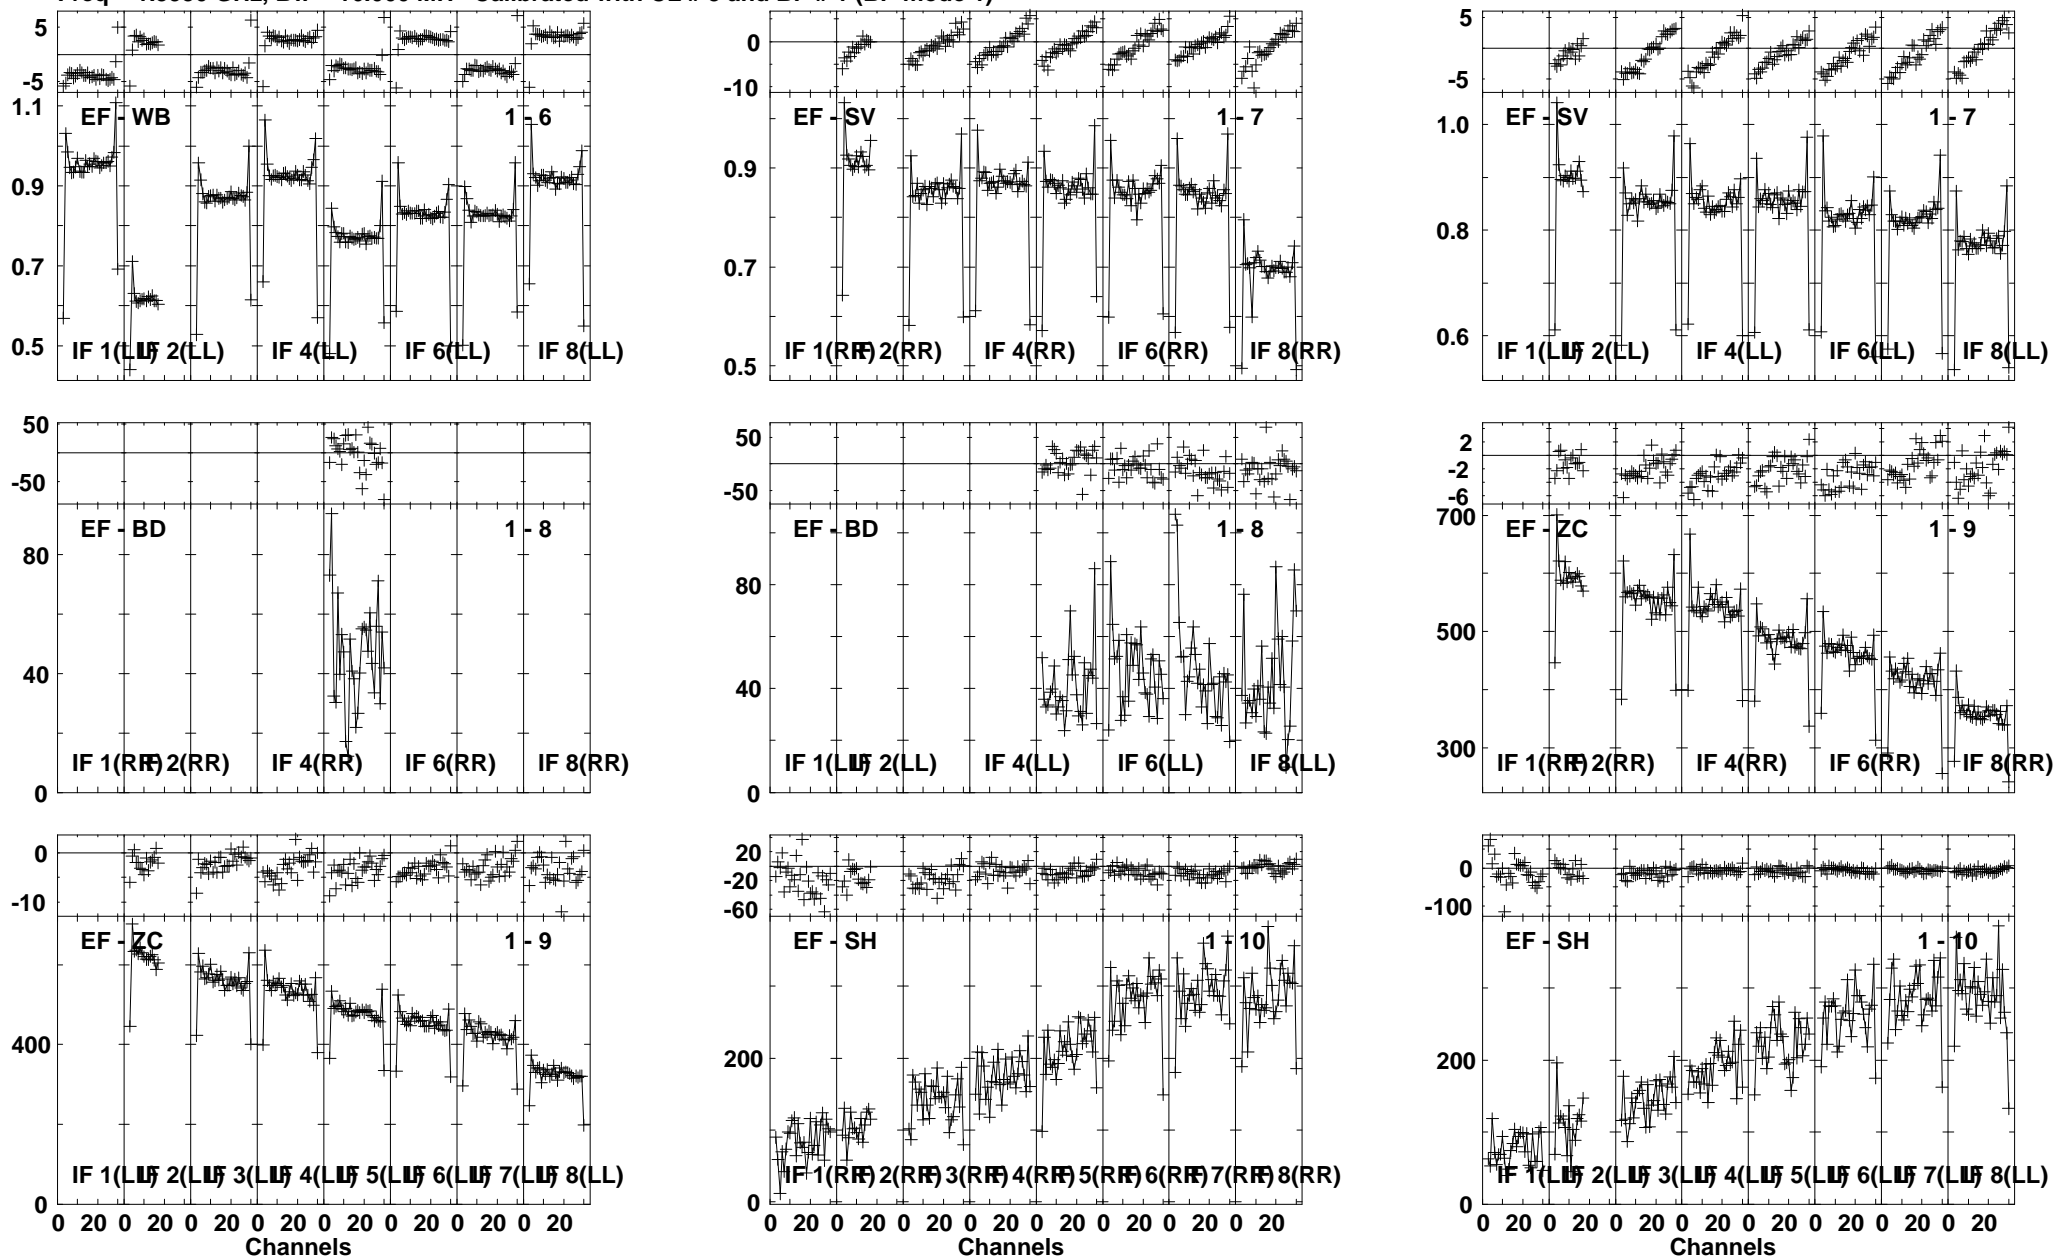 5
-5
1.1
0.9
0.7
0.5
EF - WB
1 - 6
IF 1(LL) IF 2(LL) IF 4(LL) IF 6(LL) IF 8(LL)
0
-10
0.9
0.7
0.5
EF - SV
1 - 7
IF 1(RR) IF 2(RR) IF 4(RR) IF 6(RR) IF 8(RR)
5
-5
1.0
0.8
0.6
EF - SV
1 - 7
IF 1(LL) IF 2(LL) IF 4(LL) IF 6(LL) IF 8(LL)
50
-50
80
40
0
EF - BD
1 - 8
IF 1(RR) IF 2(RR) IF 4(RR) IF 6(RR) IF 8(RR)
50
-50
80
40
0
EF - BD
1 - 8
IF 1(LL) IF 2(LL) IF 4(LL) IF 6(LL) IF 8(LL)
2
-2
-6
700
500
300
EF - ZC
1 - 9
IF 1(RR) IF 2(RR) IF 4(RR) IF 6(RR) IF 8(RR)
0
-10
400
0
EF - ZC
1 - 9
IF 1(LL) IF 2(LL) IF 3(LL) IF 4(LL) IF 5(LL) IF 6(LL) IF 7(LL) IF 8(LL)
0 20 0 20 0 20 0 20 0 20 0 20 0 20 0 20
Channels
20
-20
-60
200
0
EF - SH
1 - 10
IF 1(RR) IF 2(RR) IF 3(RR) IF 4(RR) IF 5(RR) IF 6(RR) IF 7(RR) IF 8(RR)
0 20 0 20 0 20 0 20 0 20 0 20 0 20 0 20
Channels
0
-100
200
0
EF - SH
1 - 10
IF 1(LL) IF 2(LL) IF 3(LL) IF 4(LL) IF 5(LL) IF 6(LL) IF 7(LL) IF 8(LL)
0 20 0 20 0 20 0 20 0 20 0 20 0 20 0 20
Channels